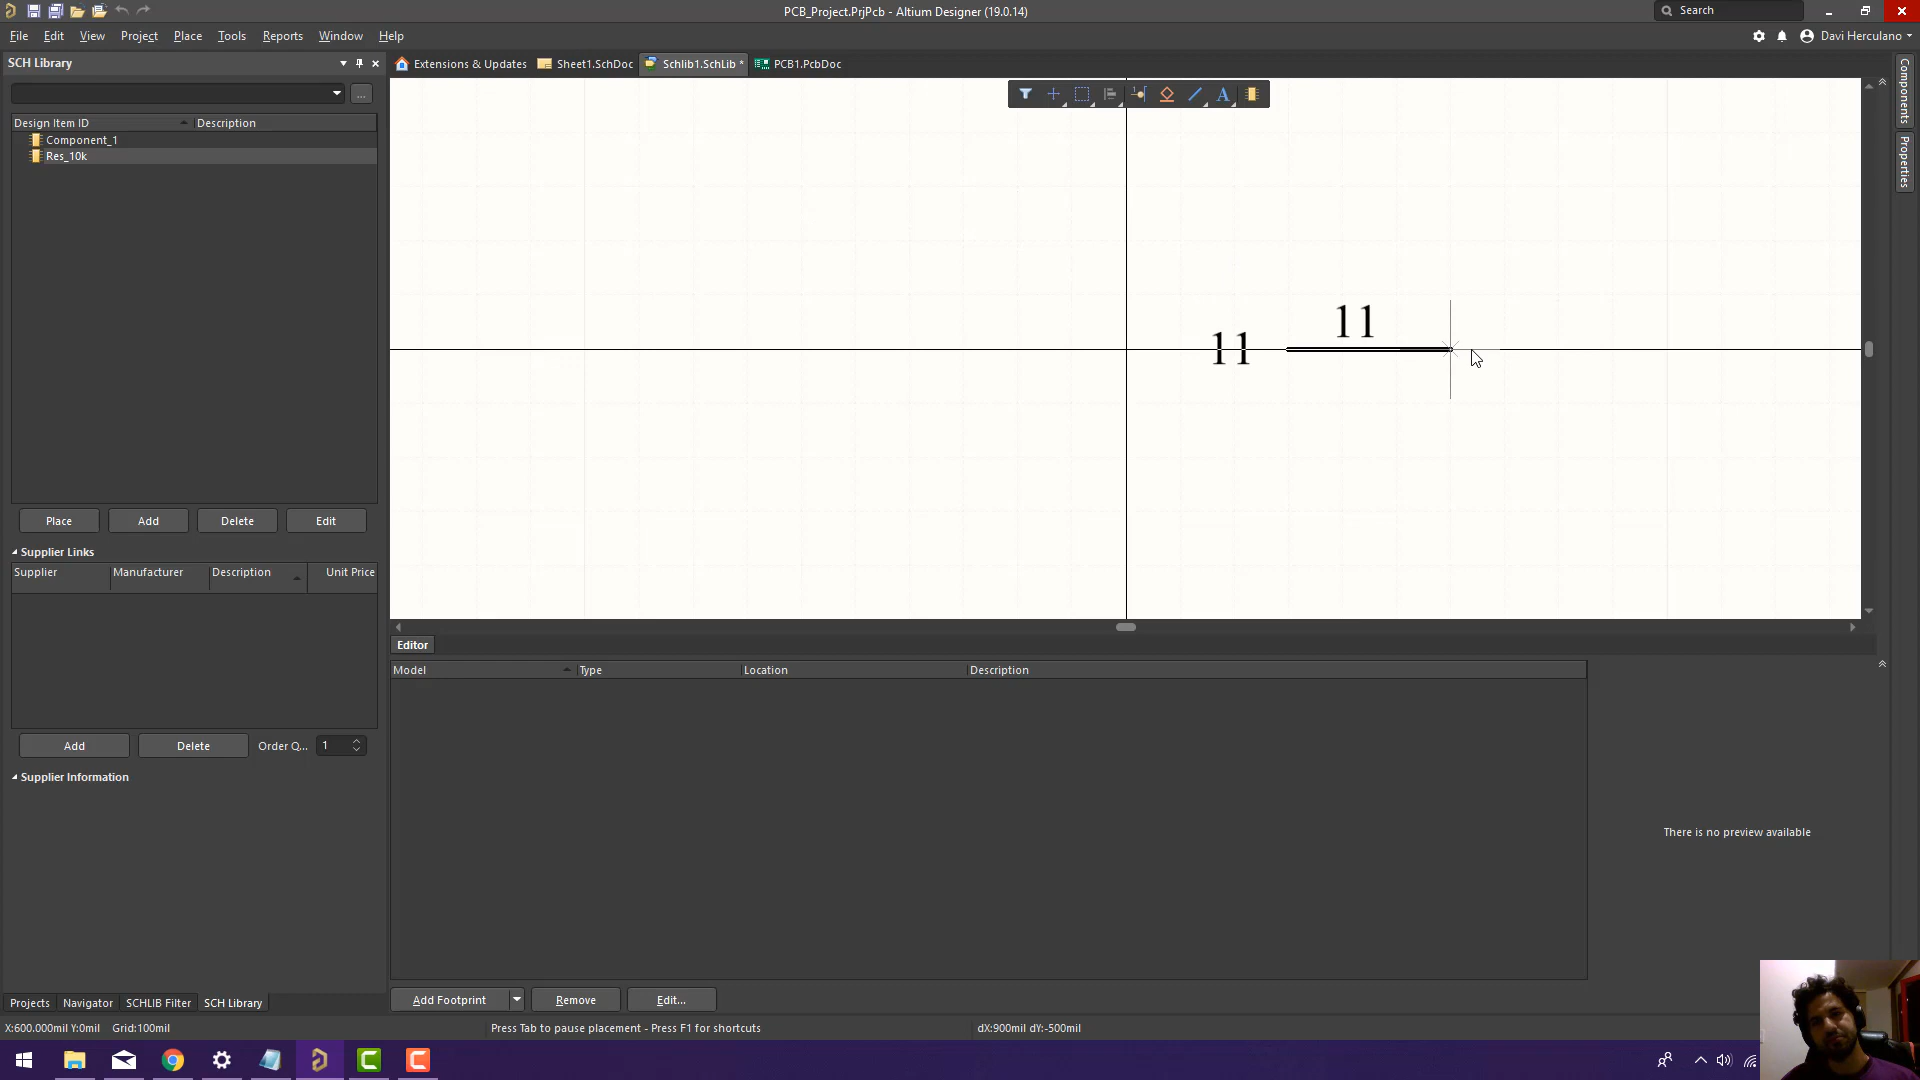 PCB_Project.PrjPcb - Altium Designer (19.0.14)
Search
File Edit View Project Place Tools Reports Window Help
Davi Herculano
SCH Library
Extensions & Updates
Sheet1.SchDoc
Schlib1.SchLib *
PCB1.PcbDoc
...
A
Design Item ID
Description
Component_1
Res_10k
11
11
Components
Properties
Place
Add
Delete
Edit
Supplier Links
Supplier
Manufacturer
Description
Unit Price
Add
Delete
Order Q...
1
Supplier Information
Editor
Model
Type
Location
Description
There is no preview available
Add Footprint
Remove
Edit...
Projects
Navigator
SCHLIB Filter
SCH Library
X:600.000mil Y:0mil
Grid:100mil
Press Tab to pause placement - Press F1 for shortcuts
dX:900mil dY:-500mil